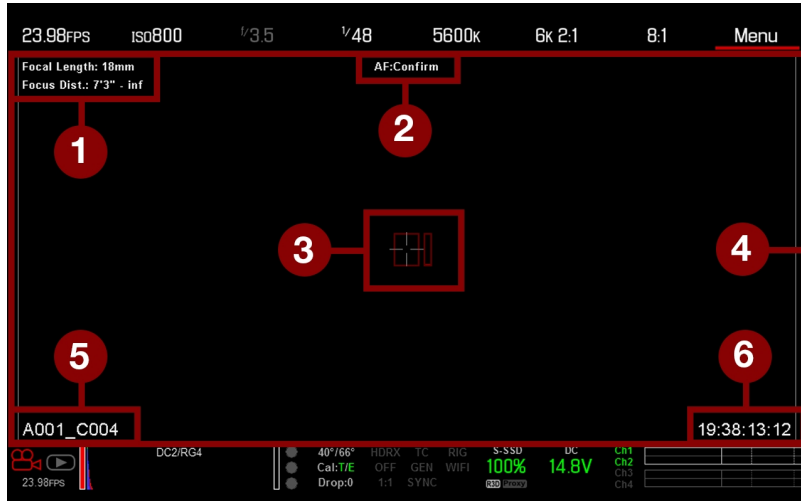 23.98FPS ISO800 f/3.5 1/48 5600K 6K 2:1 8:1 Menu
Focal Length: 18mm
Focus Dist.: 7'3" - inf
AF:Confirm
1
2
3
4
5
6
A001_C004
19:38:13:12
DC2/RG4
23.98FPS
40°/66° HDRX TC RIG
Cal:T/E OFF GEN WIFI
Drop:0 1:1 SYNC
S-SSD
100%
R3D Proxy
DC
14.8V
Ch1
Ch2
Ch3
Ch4